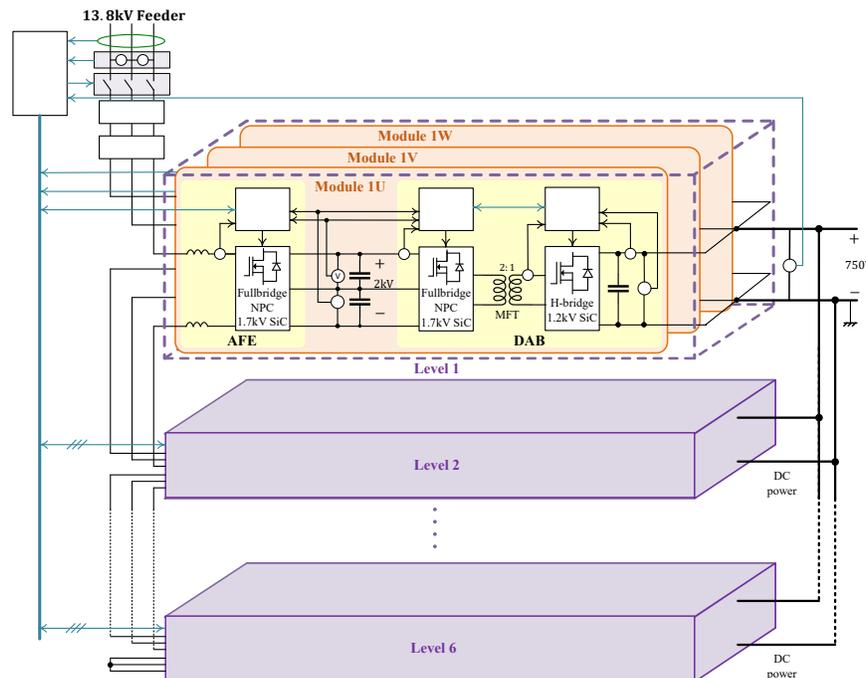 13.8kV Feeder
Module 1W
Module 1V
Module 1U
Fullbridge
NPC
1.7kV SiC
AFE
V
+
2kV
−
Fullbridge
NPC
1.7kV SiC
2:1
MFT
H-bridge
1.2kV SiC
DAB
+
750
−
Level 1
Level 2
DC
power
Level 6
DC
power